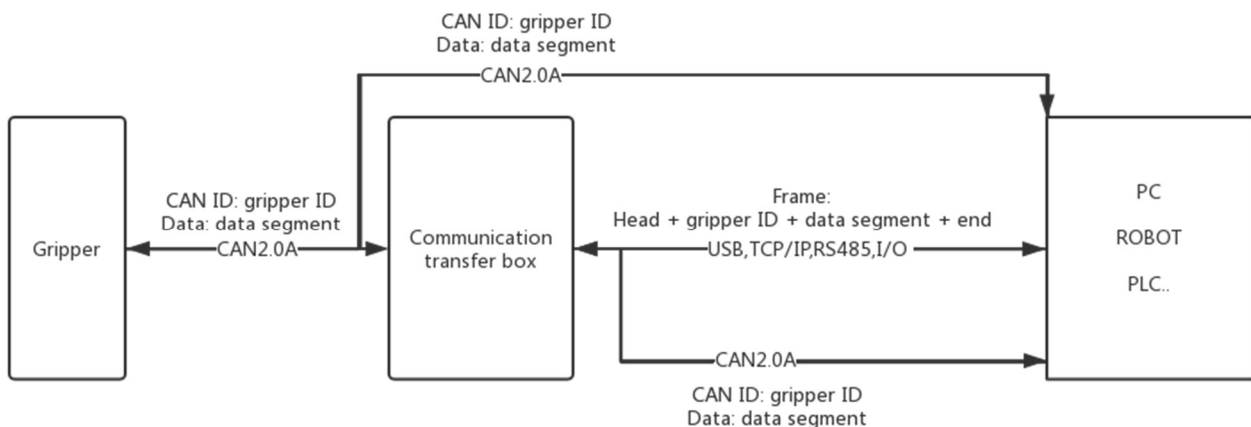 CAN ID: gripper ID
Data: data segment
CAN2.0A
CAN ID: gripper ID
Data: data segment
CAN2.0A
Gripper
Communication
transfer box
Frame:
Head + gripper ID + data segment + end
USB,TCP/IP,RS485,I/O
PC
ROBOT
PLC..
CAN2.0A
CAN ID: gripper ID
Data: data segment